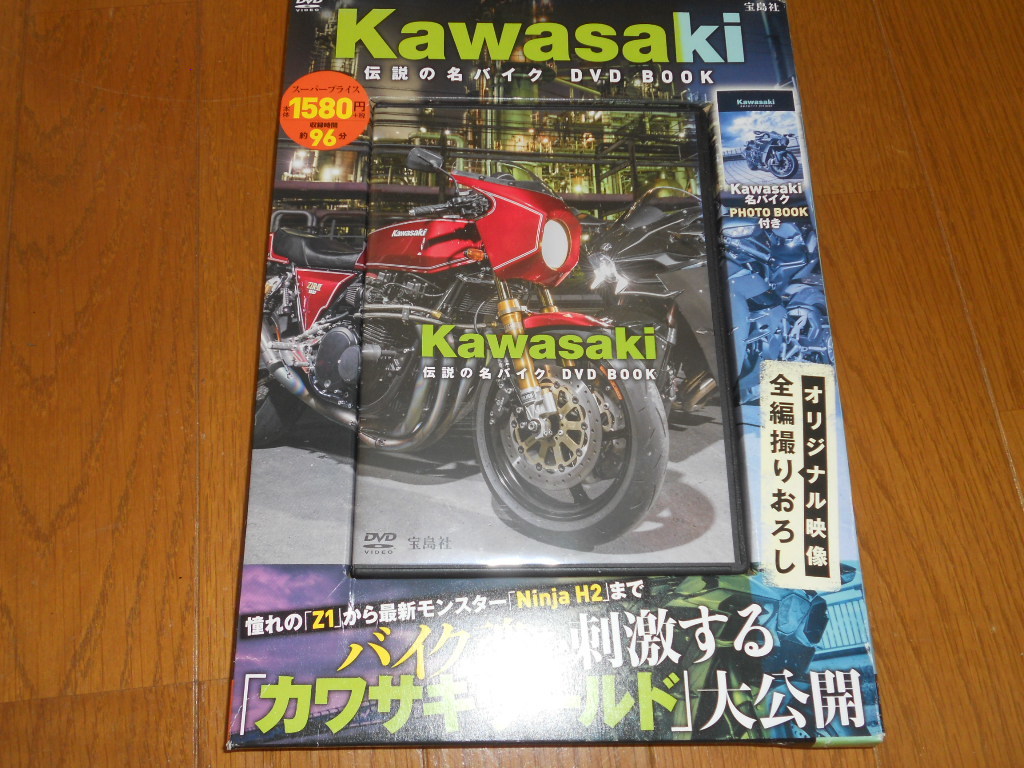 DVD
VIDEO
宝島社
Kawasaki
伝説の名バイク DVD BOOK
スーパープライス
本体1580円+税
収録時間
約96分
Kawasaki
Kawasaki
名バイク
PHOTO BOOK
付き
Kawasaki
Z1R-II
Kawasaki
伝説の名バイク DVD BOOK
オリジナル映像
全編撮りおろし
DVD
VIDEO
宝島社
憧れの「Z1」から最新モンスター「Ninja H2」まで
バイク 刺激する
「カワサキ ールド」大公開